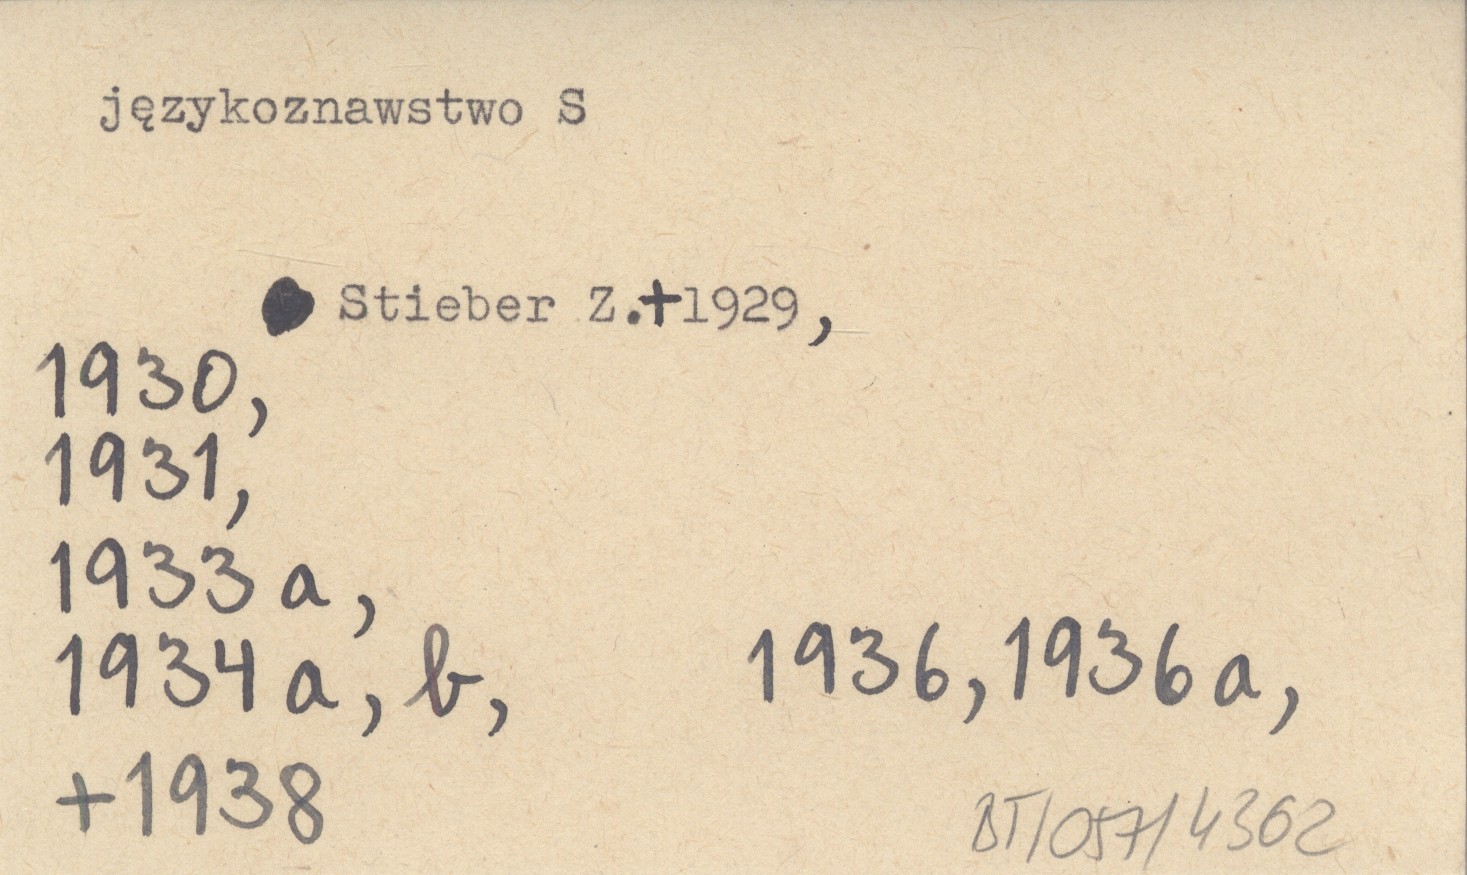 językoznawstwo S
Stieber Z.+1929,
1930,
1931,
1933a,
1934a, b, 1936, 1936a,
+1938
BT/057/4362